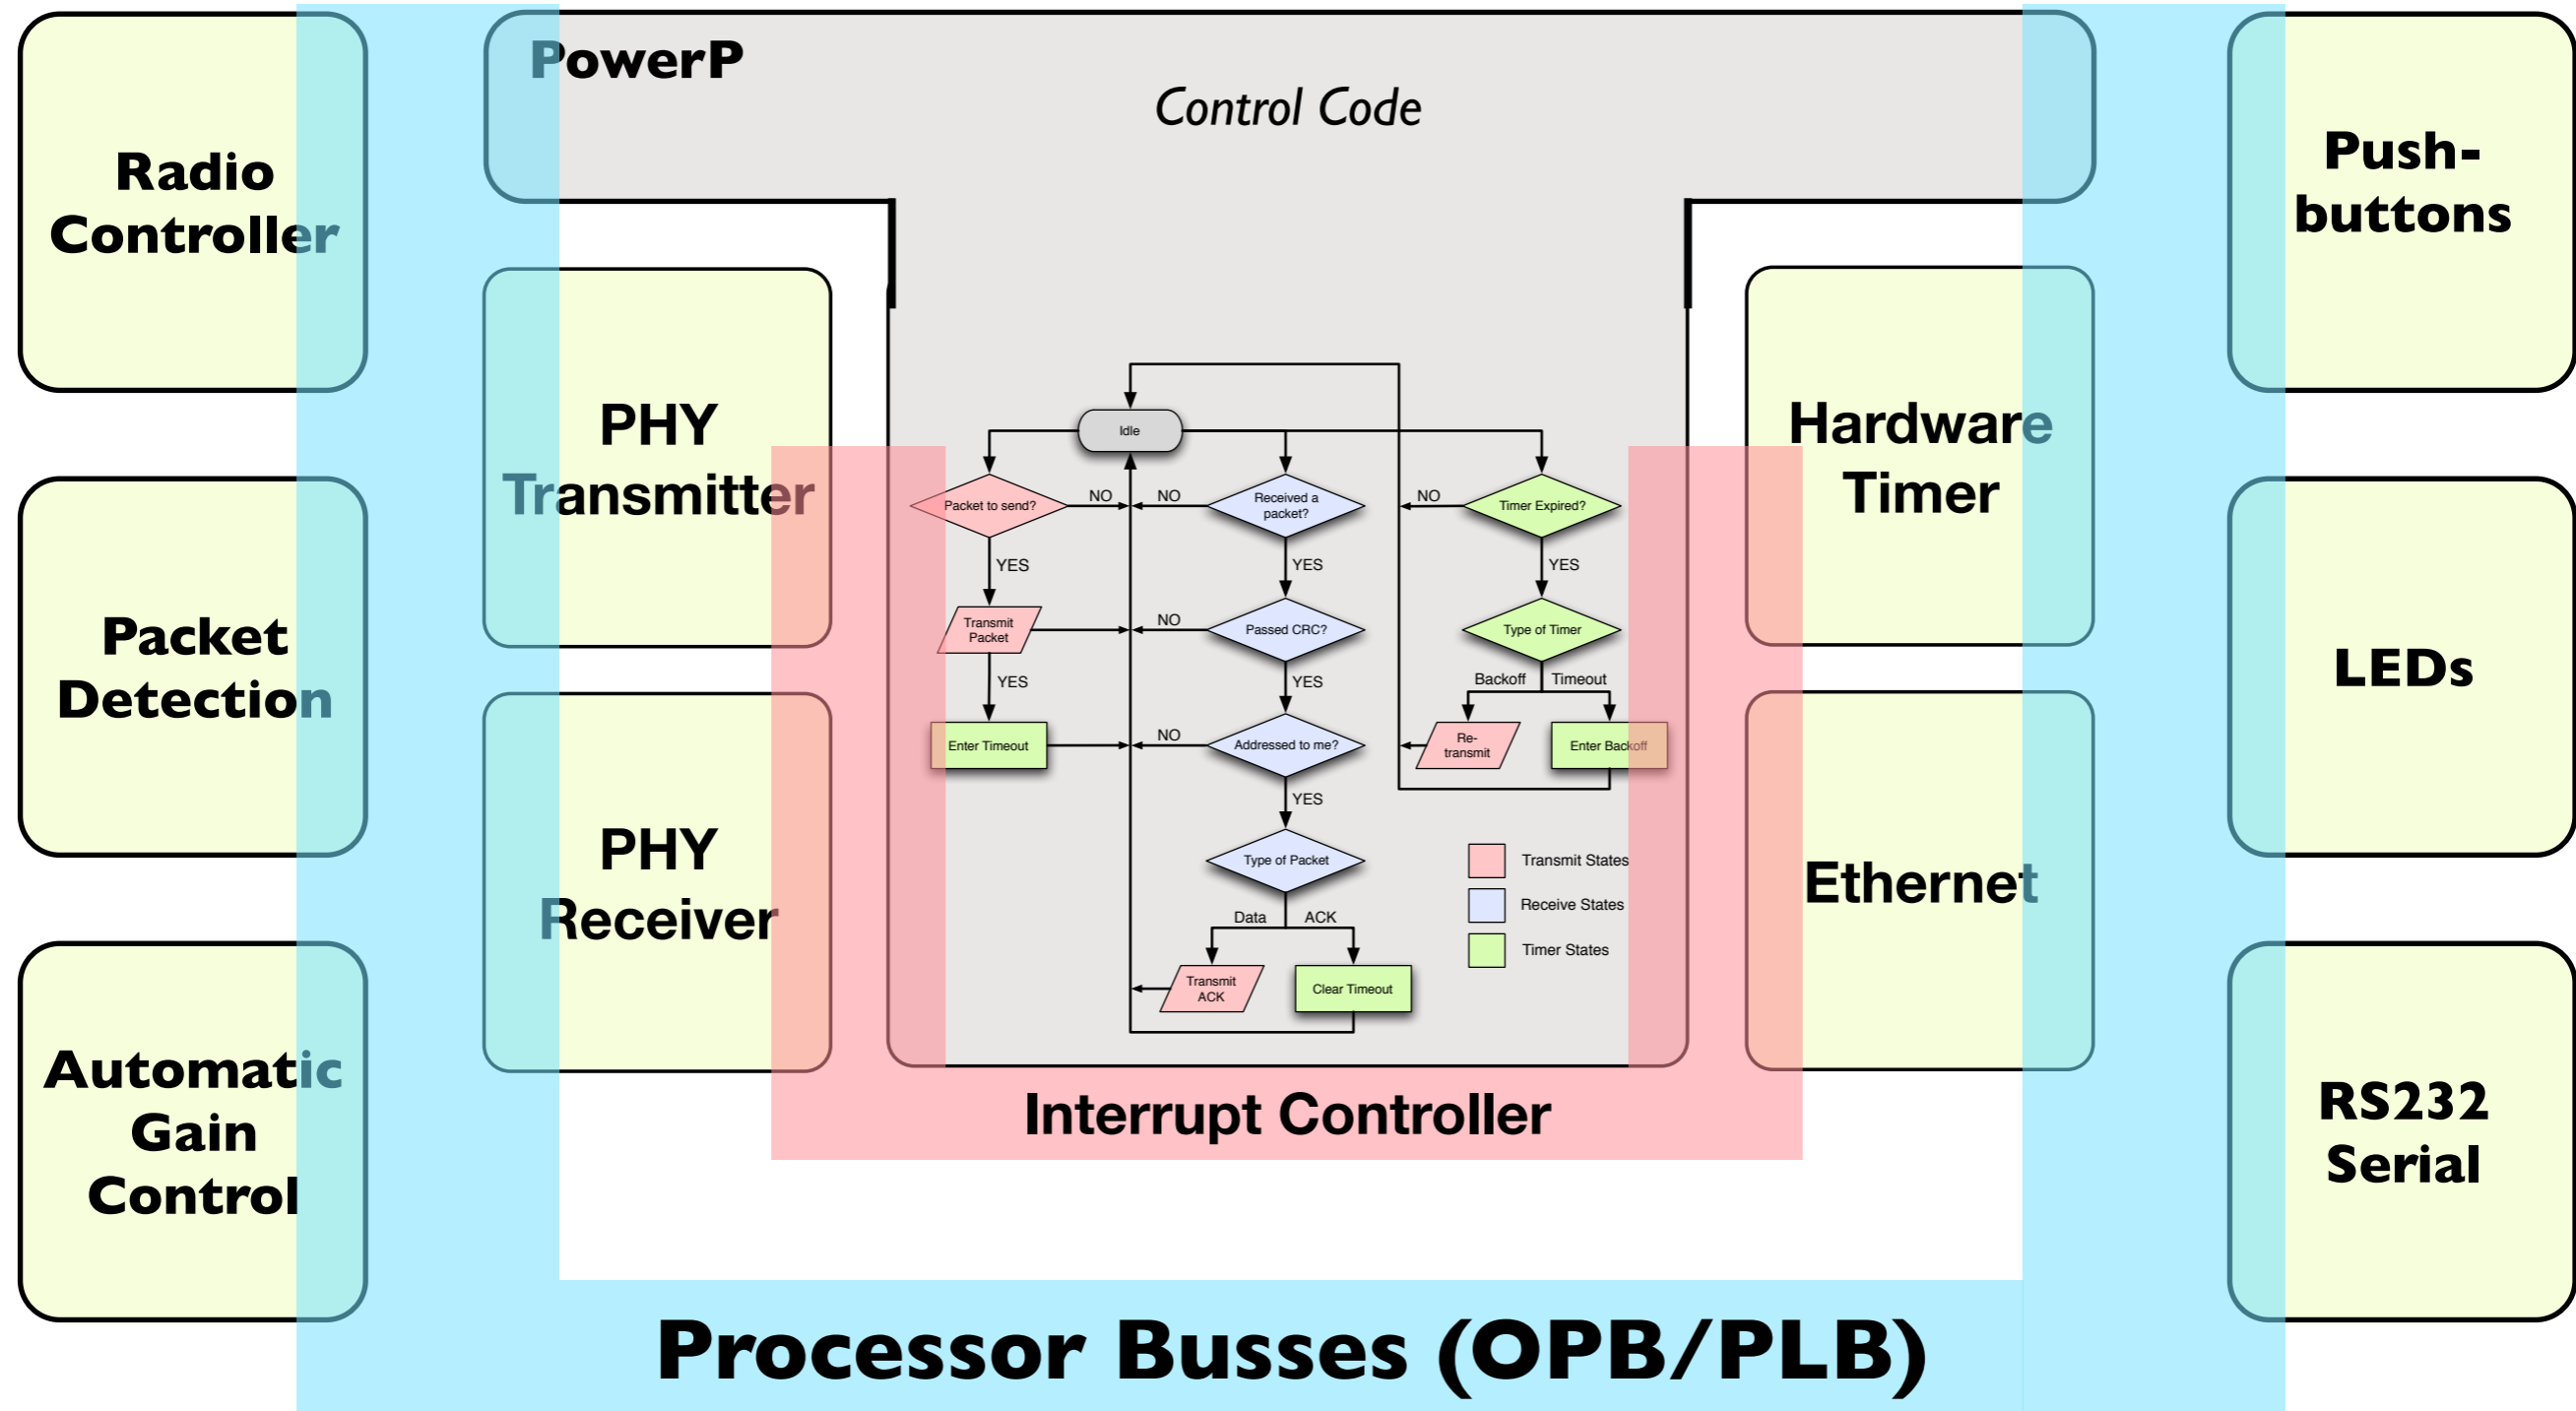 PowerP
Control Code
Radio
Controller
Packet
Detection
Automatic
Gain
Control
PHY
Transmitter
PHY
Receiver
Idle
Packet to send?
NO
NO
Received a
packet?
NO
Timer Expired?
YES
YES
YES
Transmit
Packet
NO
Passed CRC?
Type of Timer
YES
YES
Backoff
Timeout
Enter Timeout
NO
Addressed to me?
Re-
transmit
Enter Backoff
YES
Type of Packet
Data
ACK
Transmit
ACK
Clear Timeout
Transmit States
Receive States
Timer States
Hardware
Timer
Ethernet
Push-
buttons
LEDs
RS232
Serial
Interrupt Controller
Processor Busses (OPB/PLB)